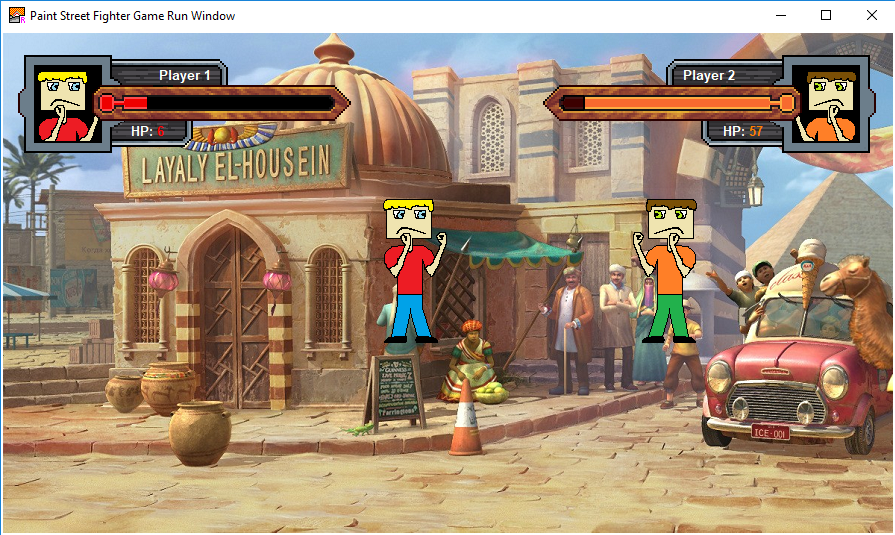 Paint Street Fighter Game Run Window
Player 1
Player 2
HP: 6
HP: 57
LAYALY EL-HOUSEIN
ICE-001